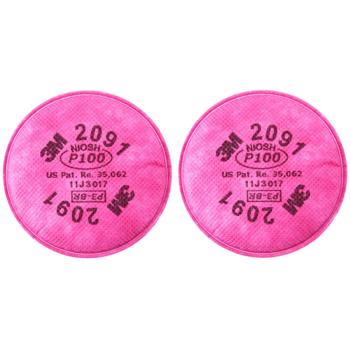 3M 2091
NIOSH
P100
US Pat. Re. 35,062
11J3017
P3-BR
2091 3M
3M 2091
NIOSH
P100
US Pat. Re. 35,062
11J3017
P3-BR
2091 3M